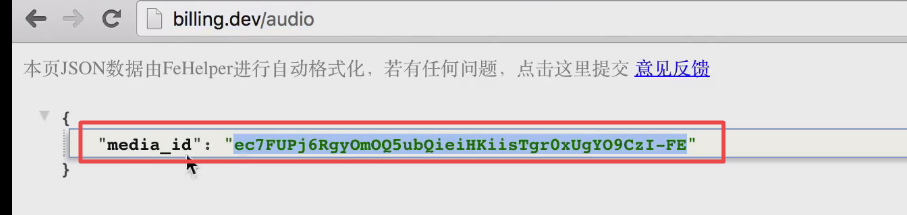 billing.dev/audio
本页JSON数据由FeHelper进行自动格式化，若有任何问题，点击这里提交 意见反馈
{
"media_id": "ec7FUPj6RgyOmOQ5ubQieiHKiisTgr0xUgYO9CzI-FE"
}